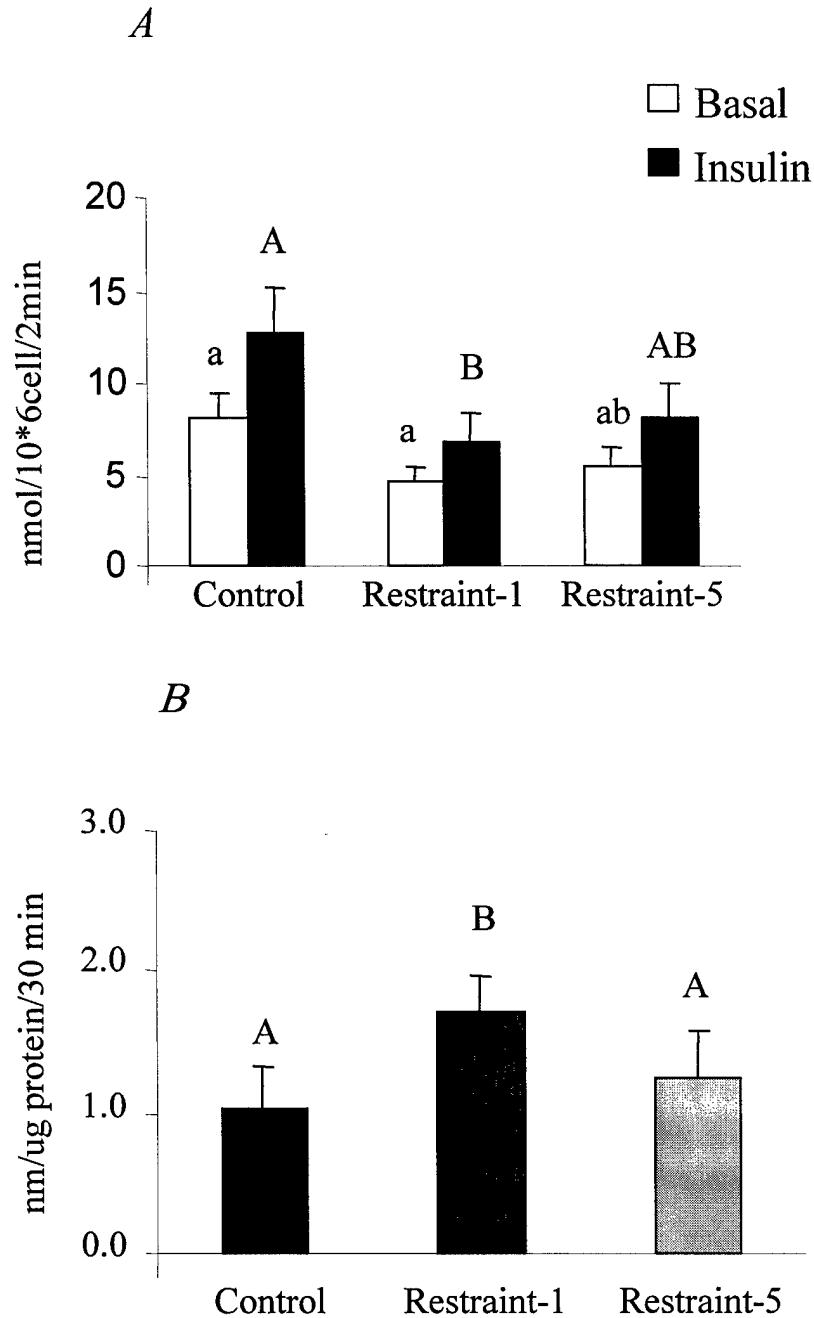 A
Basal
Insulin
nmol/10*6cell/2min
20
15
10
5
0
a
A
a
B
ab
AB
Control Restraint-1 Restraint-5
B
nm/ug protein/30 min
3.0
2.0
1.0
0.0
A
B
A
Control Restraint-1 Restraint-5